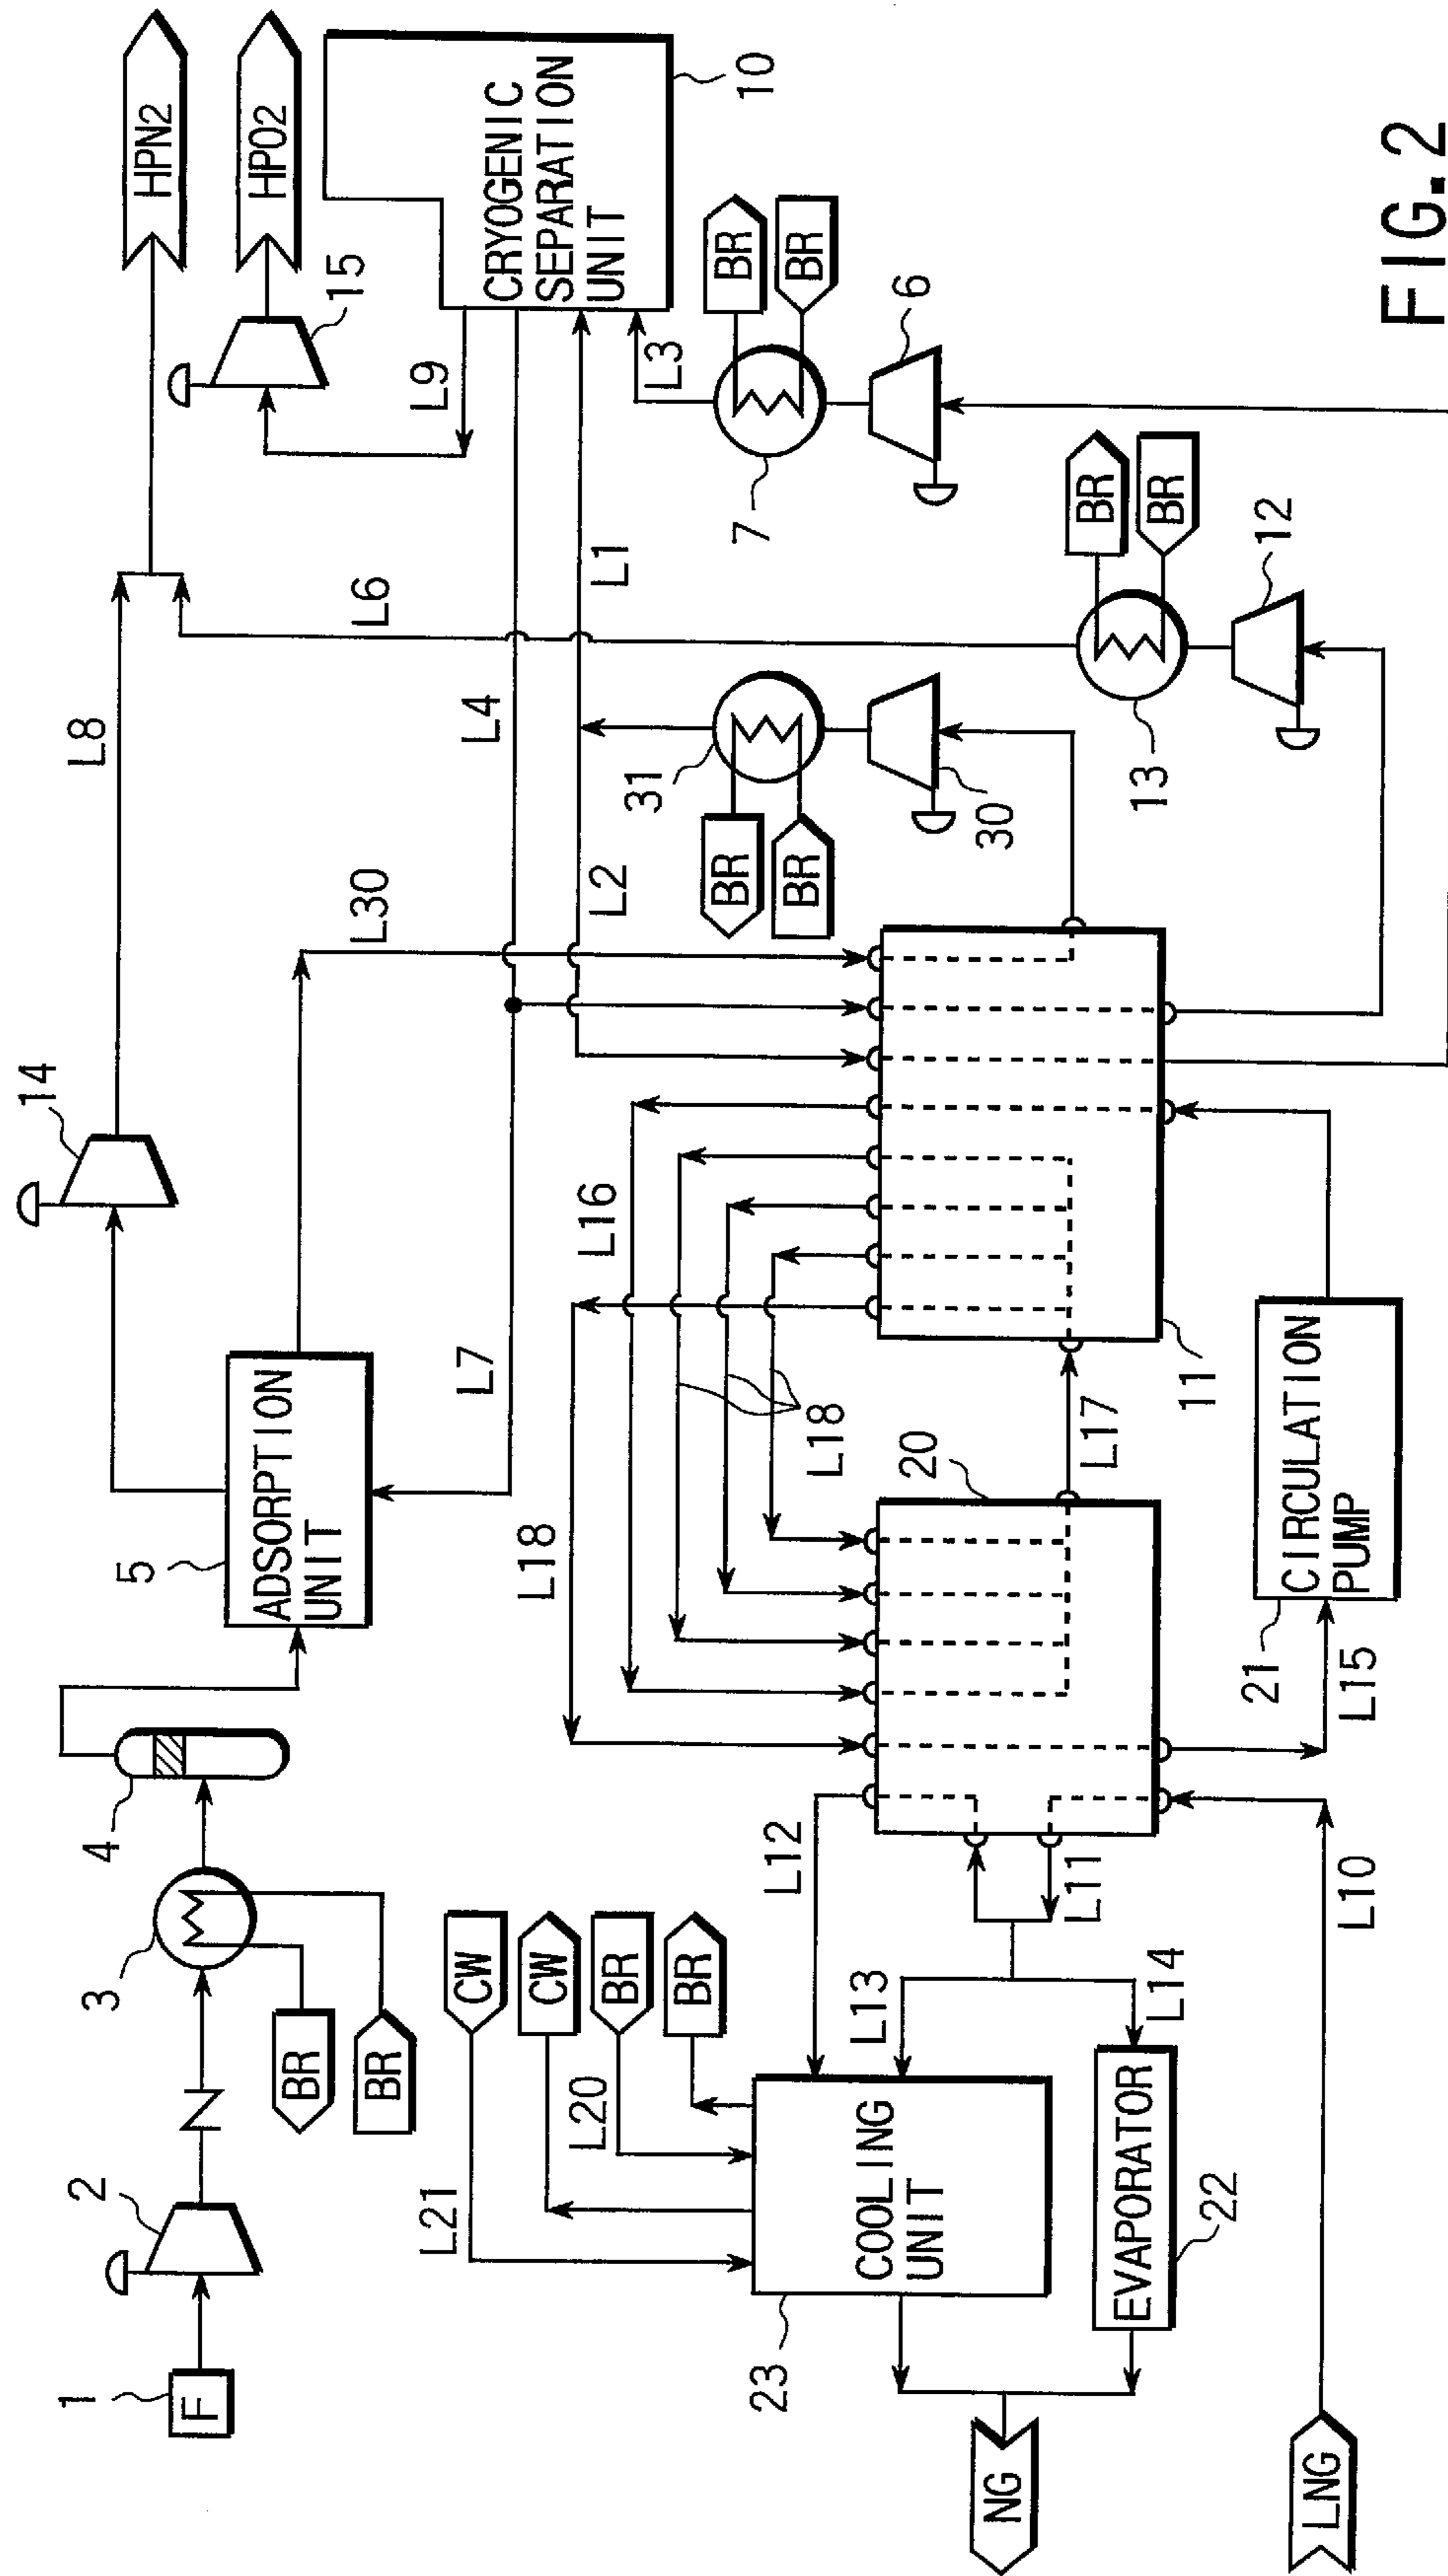 1
F
2
3
BR
BR
4
5
ADSORPTION
UNIT
14
L8
L7
L30
L4
L6
HPN2
HPO2
15
L9
CRYOGENIC
SEPARATION
UNIT
10
L1
L2
L3
BR
BR
7
6
31
BR
BR
30
BR
BR
13
12
L16
L18
L18
L17
11
20
L12
L11
L10
CIRCULATION
PUMP
21
L15
CW
CW
BR
BR
L21
L20
L13
L14
COOLING
UNIT
23
EVAPORATOR
22
NG
LNG
FIG.2